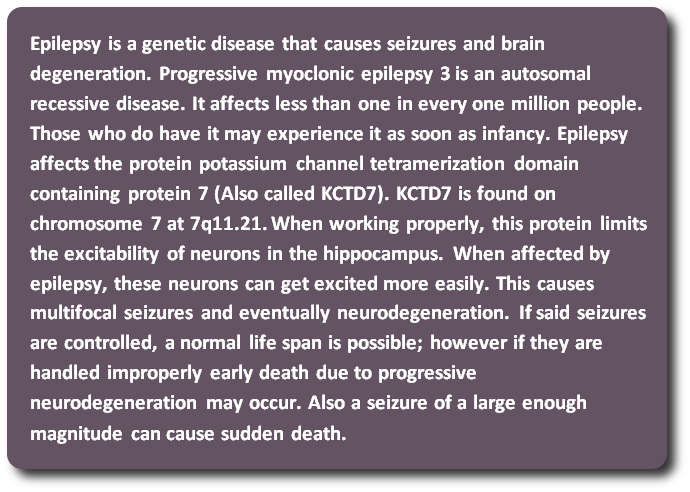 Epilepsy is a genetic disease that causes seizures and brain
degeneration. Progressive myoclonic epilepsy 3 is an autosomal
recessive disease. It affects less than one in every one million people.
Those who do have it may experience it as soon as infancy. Epilepsy
affects the protein potassium channel tetramerization domain
containing protein 7 (Also called KCTD7). KCTD7 is found on
chromosome 7 at 7q11.21. When working properly, this protein limits
the excitability of neurons in the hippocampus. When affected by
epilepsy, these neurons can get excited more easily. This causes
multifocal seizures and eventually neurodegeneration. If said seizures
are controlled, a normal life span is possible; however if they are
handled improperly early death due to progressive
neurodegeneration may occur. Also a seizure of a large enough
magnitude can cause sudden death.